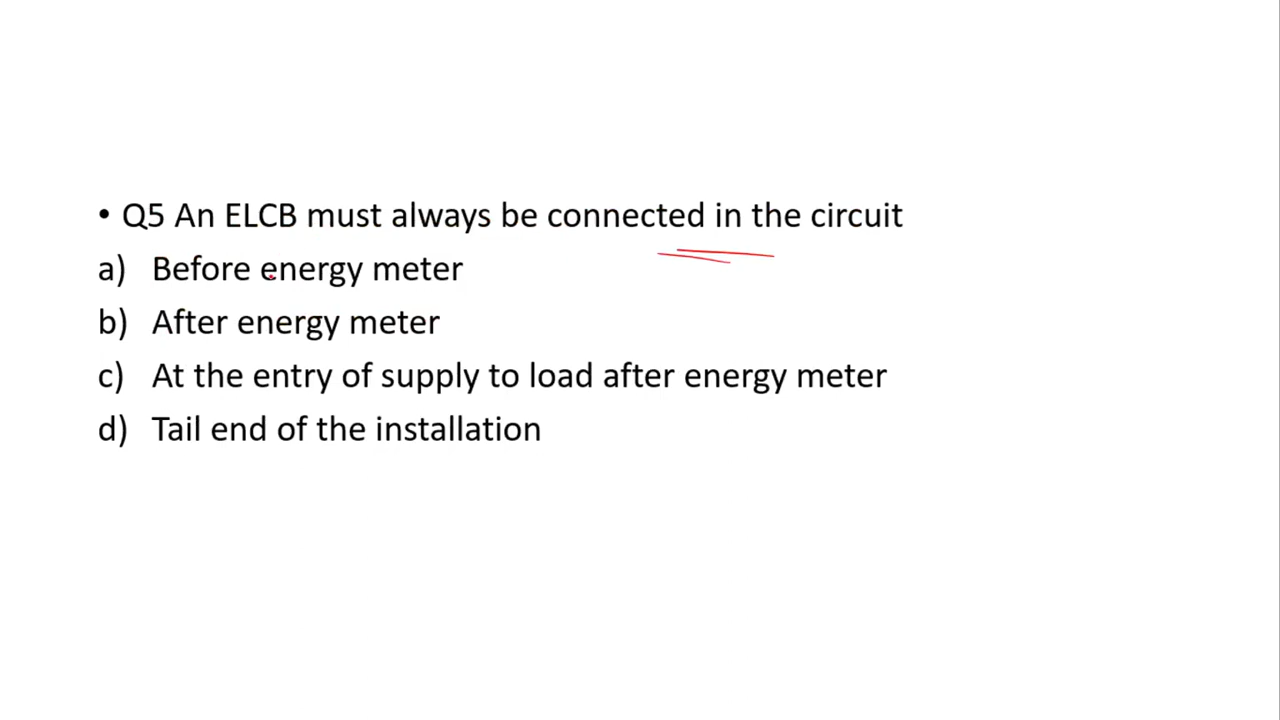 • Q5 An ELCB must always be connected in the circuit
a) Before energy meter
b) After energy meter
c) At the entry of supply to load after energy meter
d) Tail end of the installation